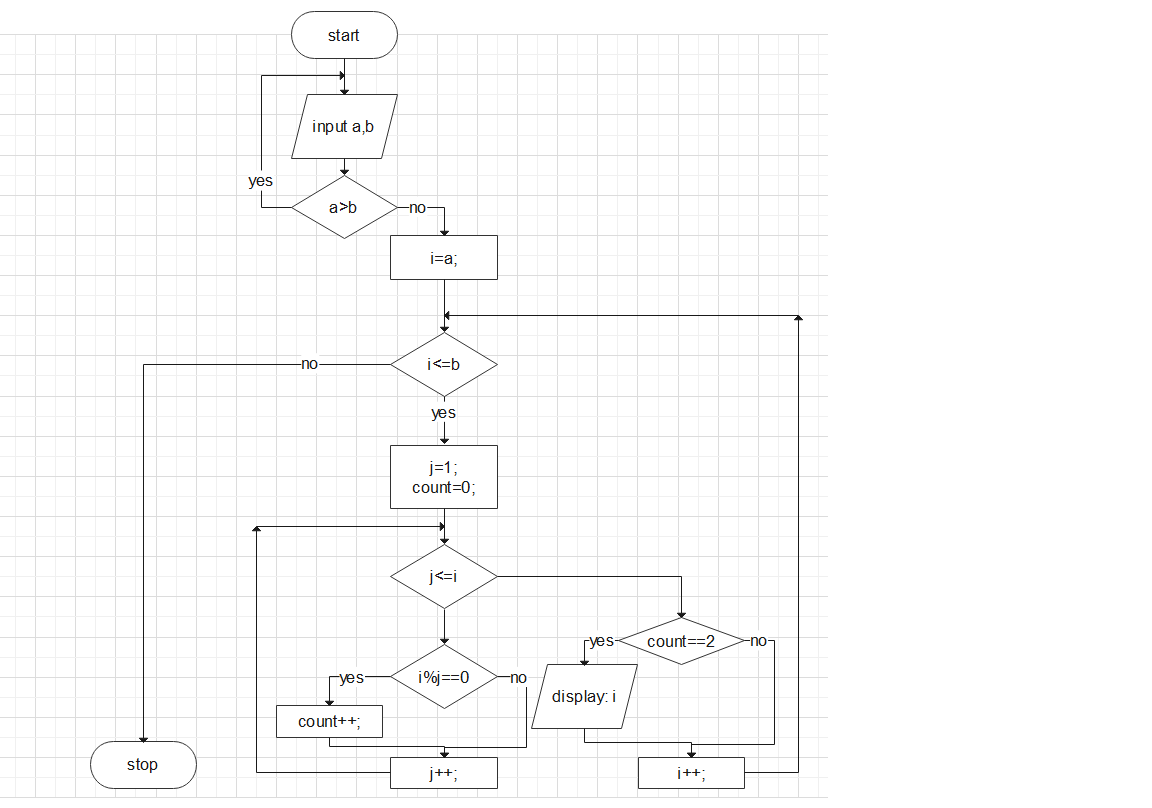 start
input a,b
yes
a>b
no
i=a;
no
i<=b
yes
j=1;
count=0;
j<=i
yes
count==2
no
yes
i%j==0
no
display: i
count++;
stop
j++;
i++;